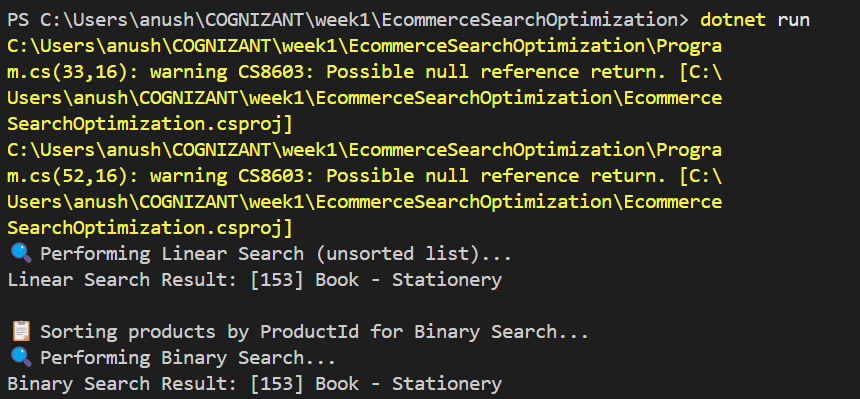 PS C:\Users\anush\COGNIZANT\week1\EcommerceSearchOptimization> dotnet run
C:\Users\anush\COGNIZANT\week1\EcommerceSearchOptimization\Progra
m.cs(33,16): warning CS8603: Possible null reference return. [C:\
Users\anush\COGNIZANT\week1\EcommerceSearchOptimization\Ecommerce
SearchOptimization.csproj]
C:\Users\anush\COGNIZANT\week1\EcommerceSearchOptimization\Progra
m.cs(52,16): warning CS8603: Possible null reference return. [C:\
Users\anush\COGNIZANT\week1\EcommerceSearchOptimization\Ecommerce
SearchOptimization.csproj]
🔍 Performing Linear Search (unsorted list)...
Linear Search Result: [153] Book - Stationery
📋 Sorting products by ProductId for Binary Search...
🔍 Performing Binary Search...
Binary Search Result: [153] Book - Stationery